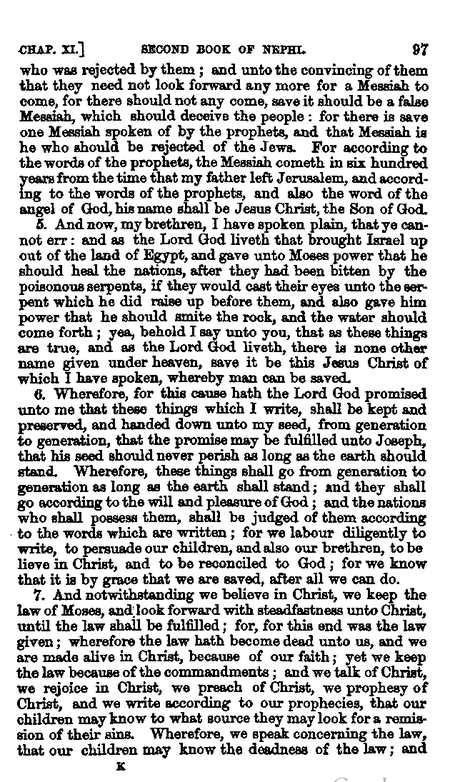 CHAP. XI.] SECOND BOOK OF NEPHI. 97
who was rejected by them ; and unto the convincing of them
that they need not look forward any more for a Messiah to
come, for there should not any come, save it should be a false
Messiah, which should deceive the people : for there is save
one Messiah spoken of by the prophets, and that Messiah is
he who should be rejected of the Jews. For according to
the words of the prophets, the Messiah cometh in six hundred
years from the time that my father left Jerusalem, and accord-
ing to the words of the prophets, and also the word of the
angel of God, his name shall be Jesus Christ, the Son of God.
5. And now, my brethren, I have spoken plain, that ye can-
not err : and as the Lord God liveth that brought Israel up
out of the land of Egypt, and gave unto Moses power that he
should heal the nations, after they had been bitten by the
poisonous serpents, if they would cast their eyes unto the ser-
pent which he did raise up before them, and also gave him
power that he should smite the rock, and the water should
come forth ; yea, behold I say unto you, that as these things
are true, and as the Lord God liveth, there is none other
name given under heaven, save it be this Jesus Christ of
which I have spoken, whereby man can be saved.
6. Wherefore, for this cause hath the Lord God promised
unto me that these things which I write, shall be kept and
preserved, and handed down unto my seed, from generation
to generation, that the promise may be fulfilled unto Joseph,
that his seed should never perish as long as the earth should
stand. Wherefore, these things shall go from generation to
generation as long as the earth shall stand ; and they shall
go according to the will and pleasure of God ; and the nations
who shall possess them, shall be judged of them according
to the words which are written ; for we labour diligently to
write, to persuade our children, and also our brethren, to be
lieve in Christ, and to be reconciled to God ; for we know
that it is by grace that we are saved, after all we can do.
7. And notwithstanding we believe in Christ, we keep the
law of Moses, and look forward with steadfastness unto Christ,
until the law shall be fulfilled ; for, for this end was the law
given ; wherefore the law hath become dead unto us, and we
are made alive in Christ, because of our faith ; yet we keep
the law because of the commandments ; and we talk of Christ,
we rejoice in Christ, we preach of Christ, we prophesy of
Christ, and we write according to our prophecies, that our
children may know to what source they may look for a remis-
sion of their sins. Wherefore, we speak concerning the law,
that our children may know the deadness of the law ; and
K